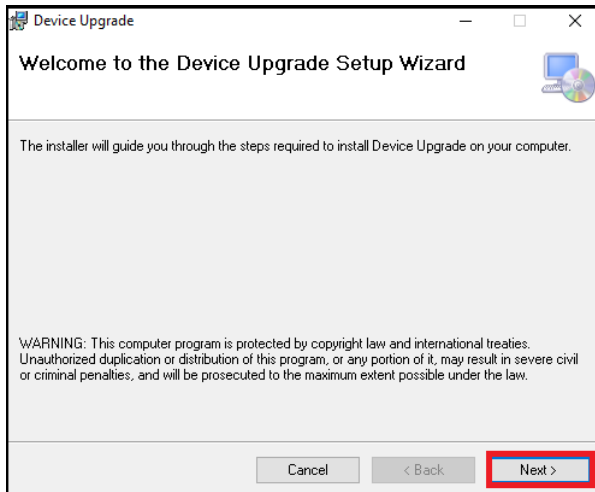 Device Upgrade
Welcome to the Device Upgrade Setup Wizard
The installer will guide you through the steps required to install Device Upgrade on your computer.
WARNING: This computer program is protected by copyright law and international treaties.
Unauthorized duplication or distribution of this program, or any portion of it, may result in severe civil
or criminal penalties, and will be prosecuted to the maximum extent possible under the law.
Cancel < Back Next >